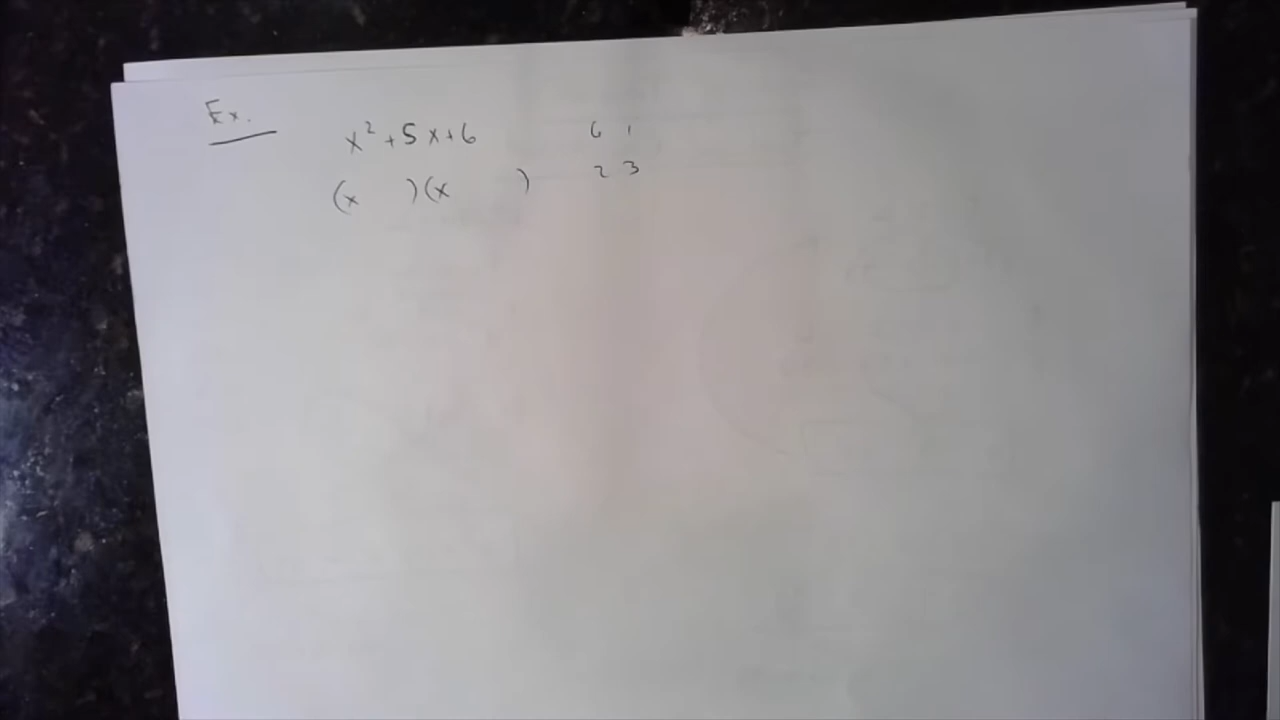 Ex.
x² + 5x + 6 6 1
(x )(x ) 2 3